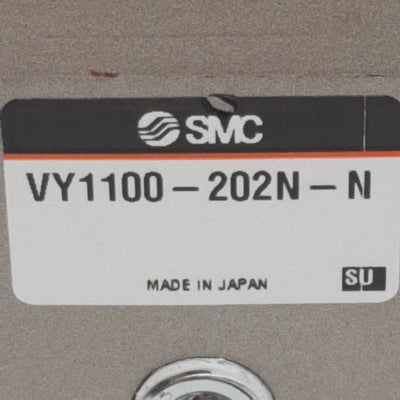 SMC
VY1100-202N-N
MADE IN JAPAN
SU